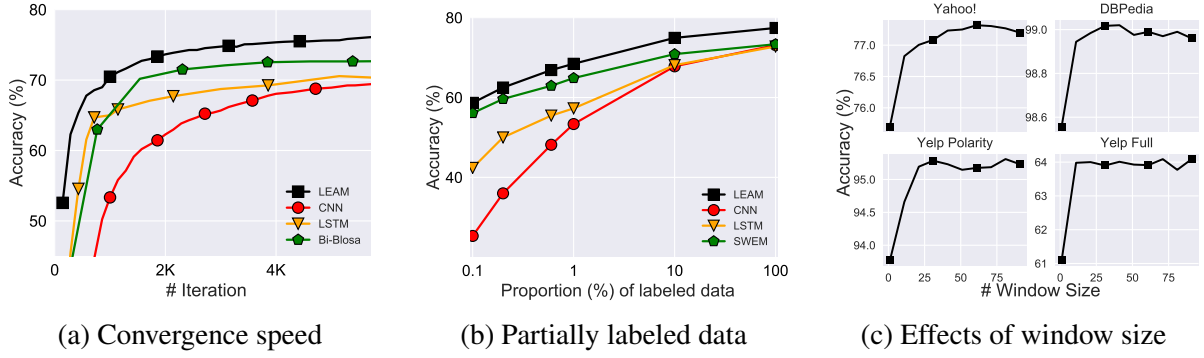 80
70
60
50
Accuracy (%)
0
2K
4K
# Iteration
LEAM
CNN
LSTM
Bi-Blosa
(a) Convergence speed
80
60
40
Accuracy (%)
0.1
1
10
100
Proportion (%) of labeled data
LEAM
CNN
LSTM
SWEM
(b) Partially labeled data
Accuracy (%)
Yahoo!
77.0
76.5
76.0
DBPedia
99.0
98.8
98.6
Yelp Polarity
95.0
94.5
94.0
0
25
50
75
Yelp Full
64
63
62
61
0
25
50
75
# Window Size
(c) Effects of window size